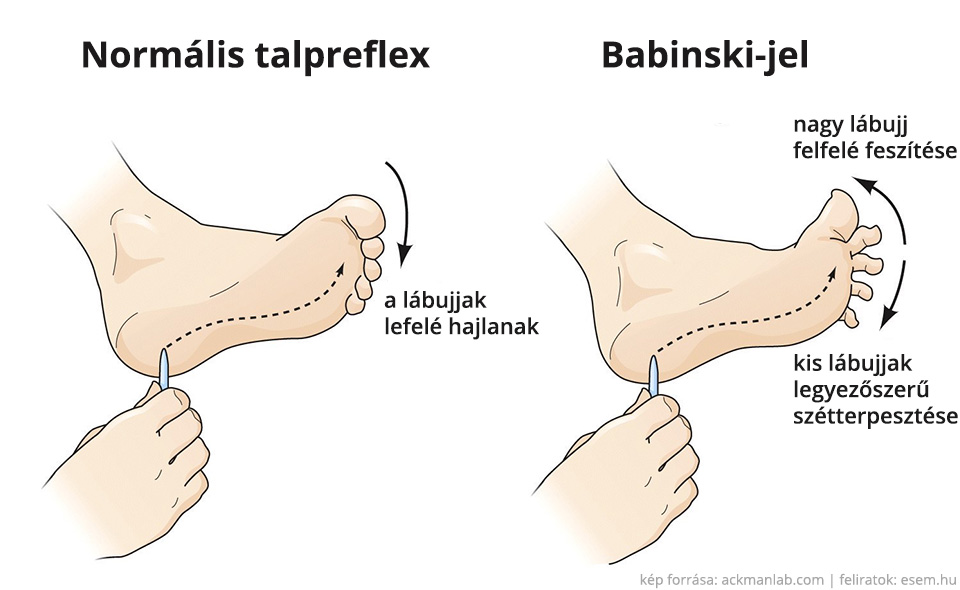 Normális talpreflex
Babinski-jel
nagy lábujj
felfelé feszítése
a lábujjak
lefelé hajlanak
kis lábujjak
legyezőszerű
szétterpesztése
kép forrása: ackmanlab.com | feliratok: esem.hu